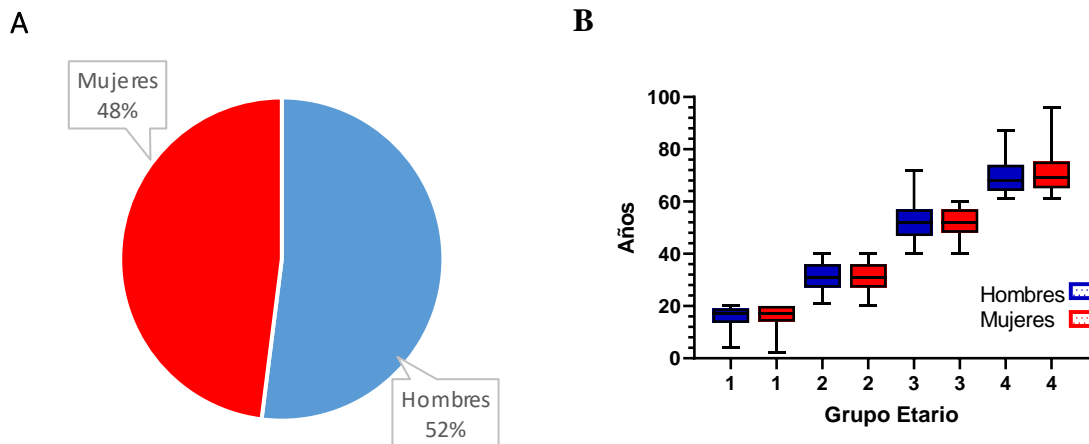 A
Mujeres
48%
Hombres
52%
B
Años
100
80
60
40
20
0
1 1 2 2 3 3 4 4
Grupo Etario
Hombres
Mujeres